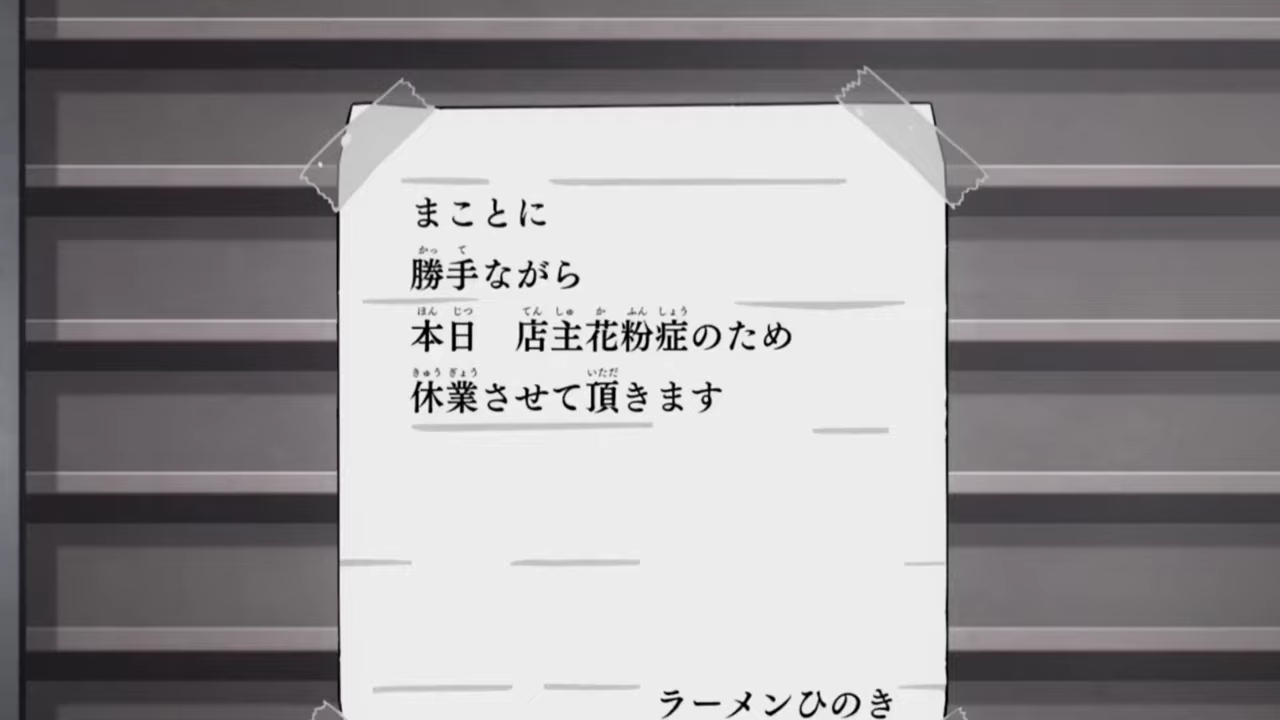 まことに
勝手ながら
本日　店主花粉症のため
休業させて頂きます
ラーメンひのき